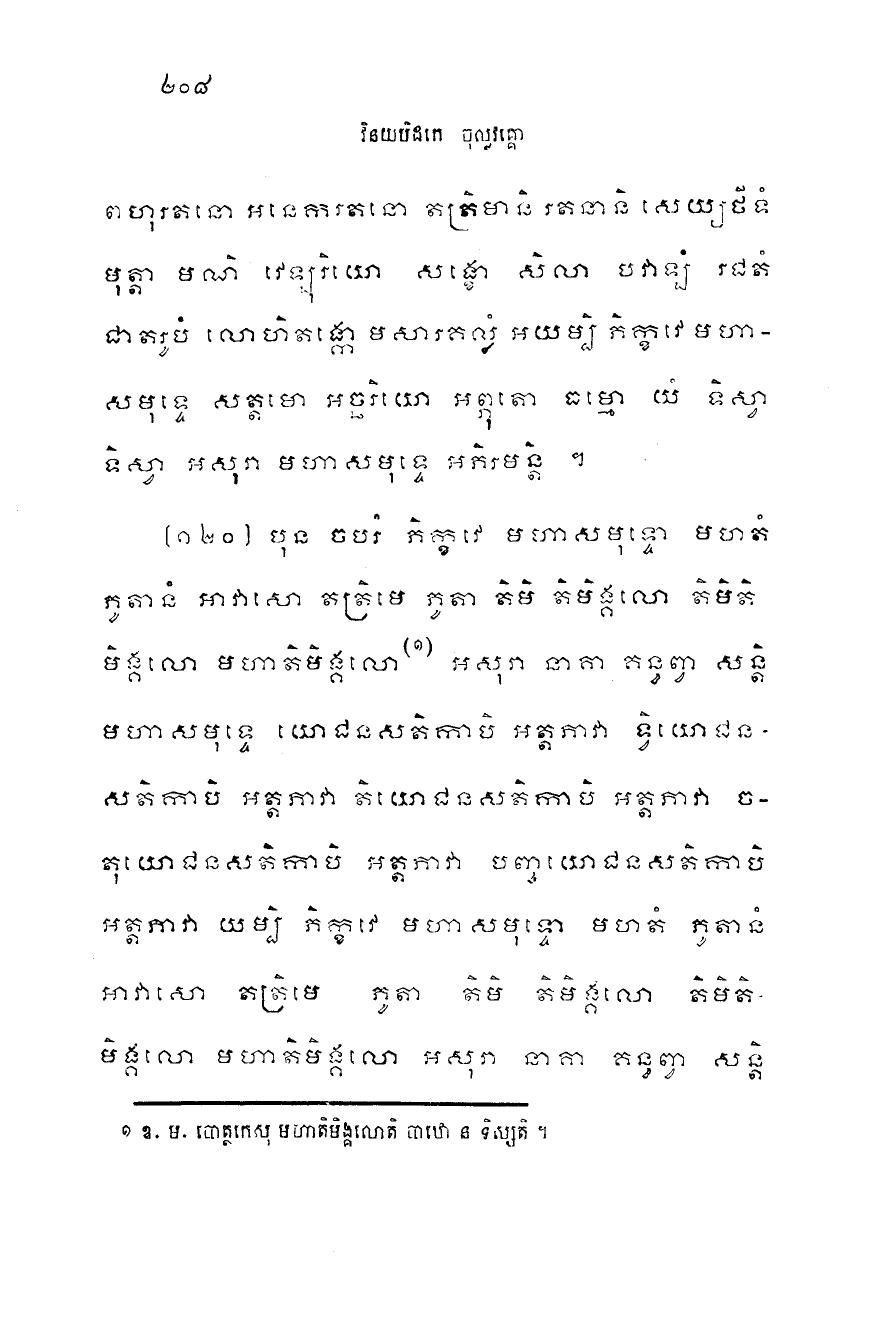 ២០៨
វិនយបិដកេ ចុល្លវគ្គោ
ពហុរតនោ អនេការតនោ តត្រិមានិ រតនានិ សេយ្យថីទំ
មុត្តា មណិ វេឡុរិយោ សង្ខោ សិលា បវាឡំ រជតំ
ជាតរូបំ លោហិតង្កោ មសារគល្លំ អយម្បិ ភិក្ខវេ មហា-
សមុទ្ទេ សត្តមោ អច្ឆរិយោ អព្ភុតោ ធម្មោ យំ ទិស្វា
ទិស្វា អសុរា មហាសមុទ្ទេ អភិរមន្តិ ។
(១២០) បុន ចបរំ ភិក្ខវេ មហាសមុទ្ទោ មហតំ
ភូតានំ អាវាសោ តត្រិមេ ភូតា តិមិ តិមិង្គលោ តិមិតិ
មិង្គលោ មហាតិមិង្គលោ(១) អសុរា នាគា គន្ធព្វា សន្តិ
មហាសមុទ្ទេ យោជនសតិកាបិ អត្តភាវា ទ្វិយោជន-
សតិកាបិ អត្តភាវា តិយោជនសតិកាបិ អត្តភាវា ច-
តុយោជនសតិកាបិ អត្តភាវា បញ្ចយោជនសតិកាបិ
អត្តភាវា យម្បិ ភិក្ខវេ មហាសមុទ្ទោ មហតំ ភូតានំ
អាវាសោ តត្រិមេ ភូតា តិមិ តិមិង្គលោ តិមិតិ-
មិង្គលោ មហាតិមិង្គលោ អសុរា នាគា គន្ធព្វា សន្តិ
១ ឧ. ម. បោត្ថកេសុ មហាតិមិង្គលោតិ បាឋោ ន ទិស្សតិ ។